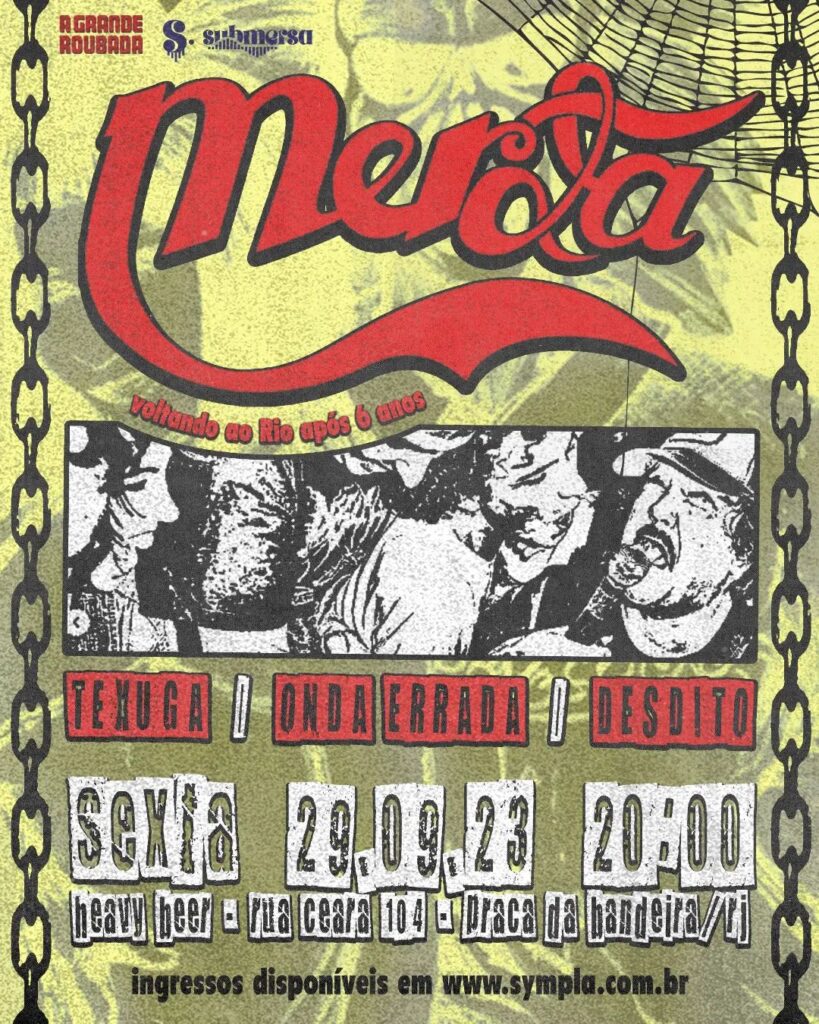 A GRANDE
ROUBADA
S. submersa
merda
voltando ao Rio após 6 anos
TEXUGA / ONDA ERRADA / DESDITO
sexta 29.09.23 20:00
heavy beer - rua ceara 104 - praca da bandeira//rj
ingressos disponíveis em www.sympla.com.br